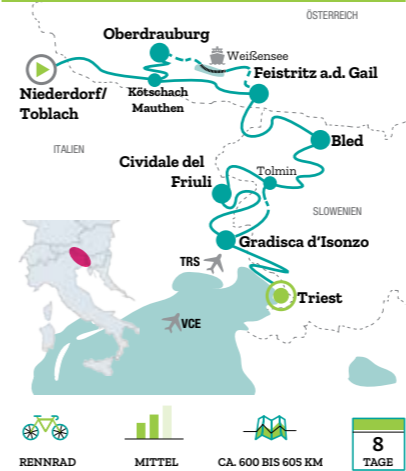 ÖSTERREICH
Oberdrauburg
Weißensee
Feistritz a.d. Gail
Niederdorf/
Toblach
Kötschach
Mauthen
Bled
ITALIEN
Cividale del
Friuli
Tolmin
SLOWENIEN
Gradisca d'Isonzo
TRS
Triest
VCE
RENNRAD
MITTEL
CA. 600 BIS 605 KM
8
TAGE